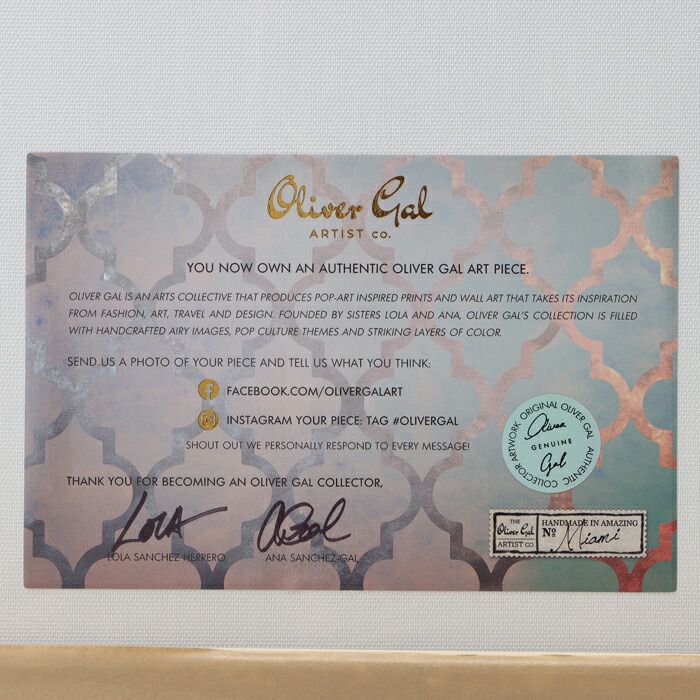 Oliver Gal
ARTIST CO.
YOU NOW OWN AN AUTHENTIC OLIVER GAL ART PIECE.
OLIVER GAL IS AN ARTS COLLECTIVE THAT PRODUCES POP-ART INSPIRED PRINTS AND WALL ART THAT TAKES ITS INSPIRATION
FROM FASHION, ART, TRAVEL AND DESIGN. FOUNDED BY SISTERS LOLA AND ANA, OLIVER GAL'S COLLECTION IS FILLED
WITH HANDCRAFTED AIRY IMAGES, POP CULTURE THEMES AND STRIKING LAYERS OF COLOR.
SEND US A PHOTO OF YOUR PIECE AND TELL US WHAT YOU THINK:
FACEBOOK.COM/OLIVERGALART
INSTAGRAM YOUR PIECE: TAG #OLIVERGAL
SHOUT OUT WE PERSONALLY RESPOND TO EVERY MESSAGE!
ORIGINAL OLIVER GAL AUTHENTIC COLLECTOR ARTWORK
Oliver
GENUINE
Gal
THANK YOU FOR BECOMING AN OLIVER GAL COLLECTOR,
LOLA
LOLA SANCHEZ HERRERO
ANA SANCHEZ-GAL
THE
Oliver Gal
ARTIST CO.
HANDMADE IN AMAZING
Nº Miami